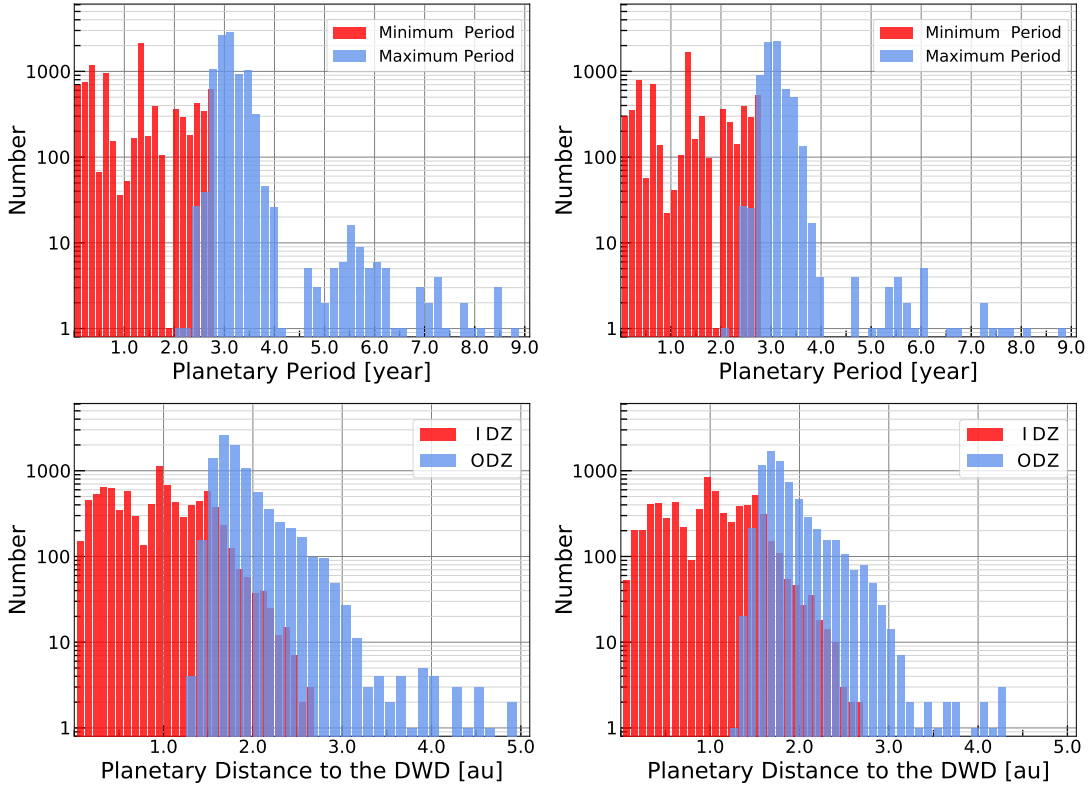 Minimum Period
Maximum Period
1000
100
10
1
Number
1.0 2.0 3.0 4.0 5.0 6.0 7.0 8.0 9.0
Planetary Period [year]
Minimum Period
Maximum Period
1000
100
10
1
Number
1.0 2.0 3.0 4.0 5.0 6.0 7.0 8.0 9.0
Planetary Period [year]
IDZ
ODZ
1000
100
10
1
Number
1.0 2.0 3.0 4.0 5.0
Planetary Distance to the DWD [au]
IDZ
ODZ
1000
100
10
1
Number
1.0 2.0 3.0 4.0 5.0
Planetary Distance to the DWD [au]